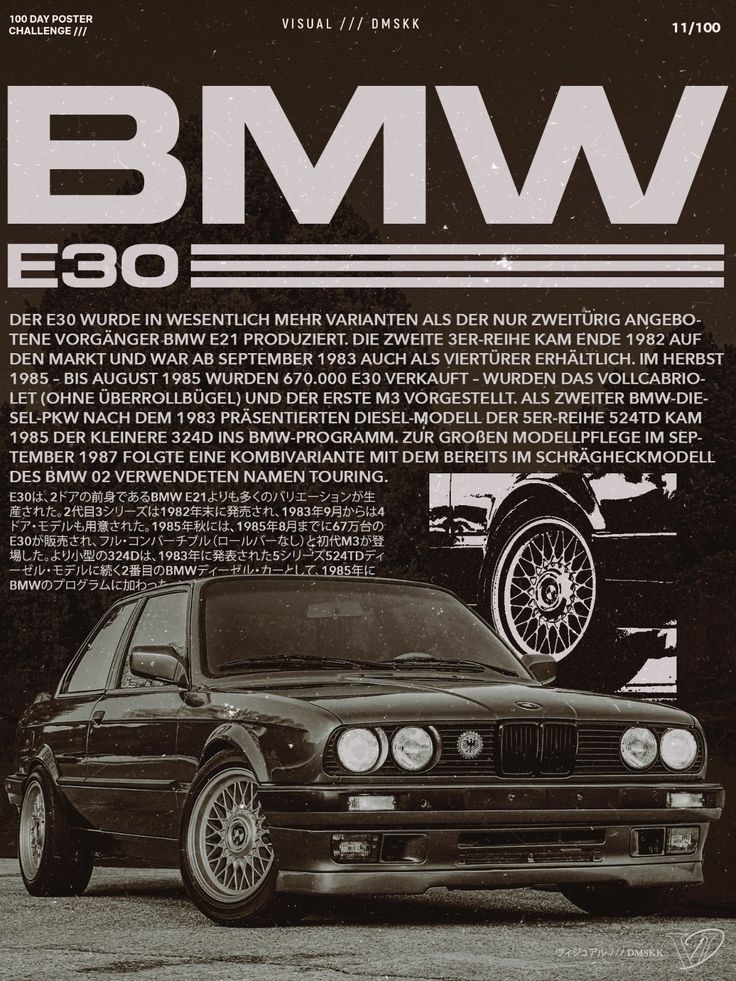 100 DAY POSTER
CHALLENGE ///
VISUAL /// DMSKK
11/100
BMW
E30
DER E30 WURDE IN WESENTLICH MEHR VARIANTEN ALS DER NUR ZWEITÜRIG ANGEBO-
TENE VORGÄNGER BMW E21 PRODUZIERT. DIE ZWEITE 3ER-REIHE KAM ENDE 1982 AUF
DEN MARKT UND WAR AB SEPTEMBER 1983 AUCH ALS VIERTÜRER ERHÄLTLICH. IM HERBST
1985 – BIS AUGUST 1985 WURDEN 670.000 E30 VERKAUFT – WURDEN DAS VOLLCABRIO-
LET (OHNE ÜBERROLLBÜGEL) UND DER ERSTE M3 VORGESTELLT. ALS ZWEITER BMW-DIE-
SEL-PKW NACH DEM 1983 PRÄSENTIERTEN DIESEL-MODELL DER 5ER-REIHE 524TD KAM
1985 DER KLEINERE 324D INS BMW-PROGRAMM. ZUR GROßEN MODELLPFLEGE IM SEP-
TEMBER 1987 FOLGTE EINE KOMBIVARIANTE MIT DEM BEREITS IM SCHRÄGHECKMODELL
DES BMW 02 VERWENDETEN NAMEN TOURING.
E30は、2ドアの前身であるBMW E21よりも多くのバリエーションが生
産された。2代目3シリーズは1982年末に発売され、1983年9月からは4
ドア・モデルも用意された。1985年秋には、1985年8月までに67万台の
E30が販売され、フル・コンバーチブル（ロールバーなし）と初代M3が登
場した。より小型の324Dは、1983年に発表された5シリーズ524TDディ
ーゼル・モデルに続く2番目のBMWディーゼル・カーとして、1985年に
BMWのプログラムに加わった
ヴィジュアル /// DMSKK